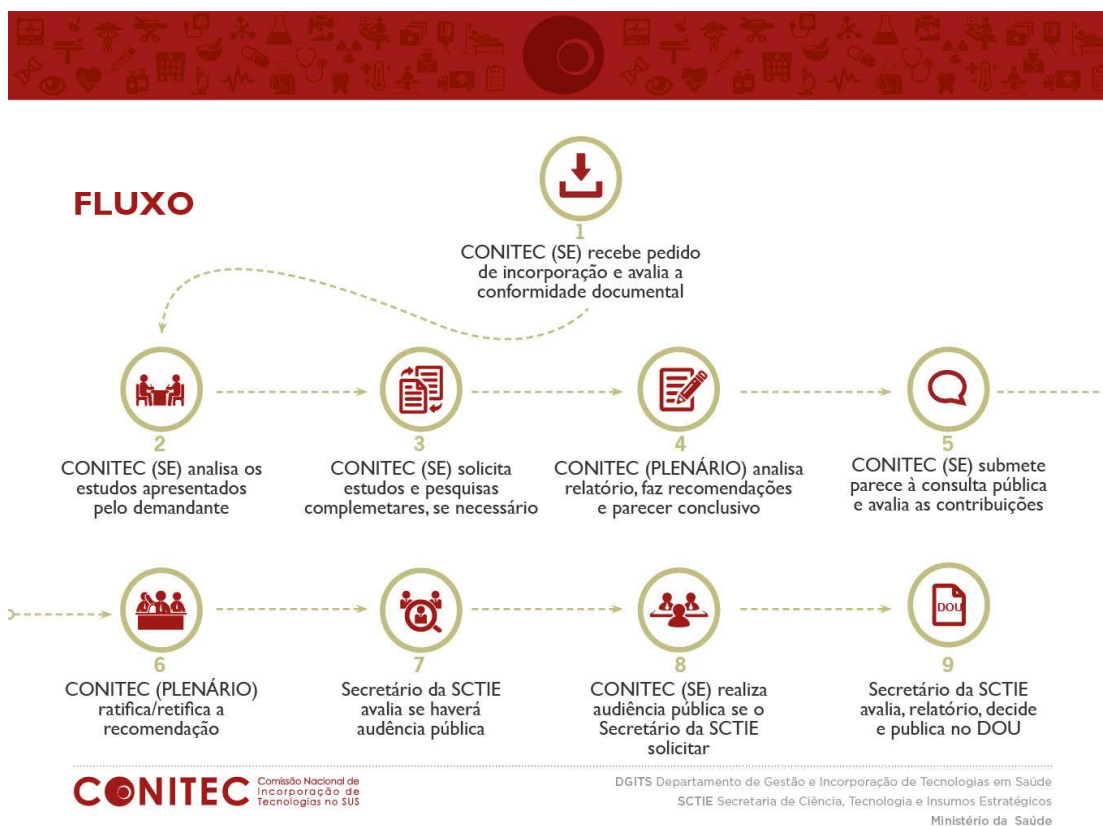 FLUXO
1
CONITEC (SE) recebe pedido
de incorporação e avalia a
conformidade documental
2
CONITEC (SE) analisa os
estudos apresentados
pelo demandante
3
CONITEC (SE) solicita
estudos e pesquisas
complemetares, se necessário
4
CONITEC (PLENÁRIO) analisa
relatório, faz recomendações
e parecer conclusivo
5
CONITEC (SE) submete
parece à consulta pública
e avalia as contribuições
6
CONITEC (PLENÁRIO)
ratifica/retifica a
recomendação
7
Secretário da SCTIE
avalia se haverá
audência pública
8
CONITEC (SE) realiza
audiência pública se o
Secretário da SCTIE
solicitar
DOU
9
Secretário da SCTIE
avalia, relatório, decide
e publica no DOU
CONITEC
Comissão Nacional de
Incorporação de
Tecnologias no SUS
DGITS Departamento de Gestão e Incorporação de Tecnologias em Saúde
SCTIE Secretaria de Ciência, Tecnologia e Insumos Estratégicos
Ministério da Saúde